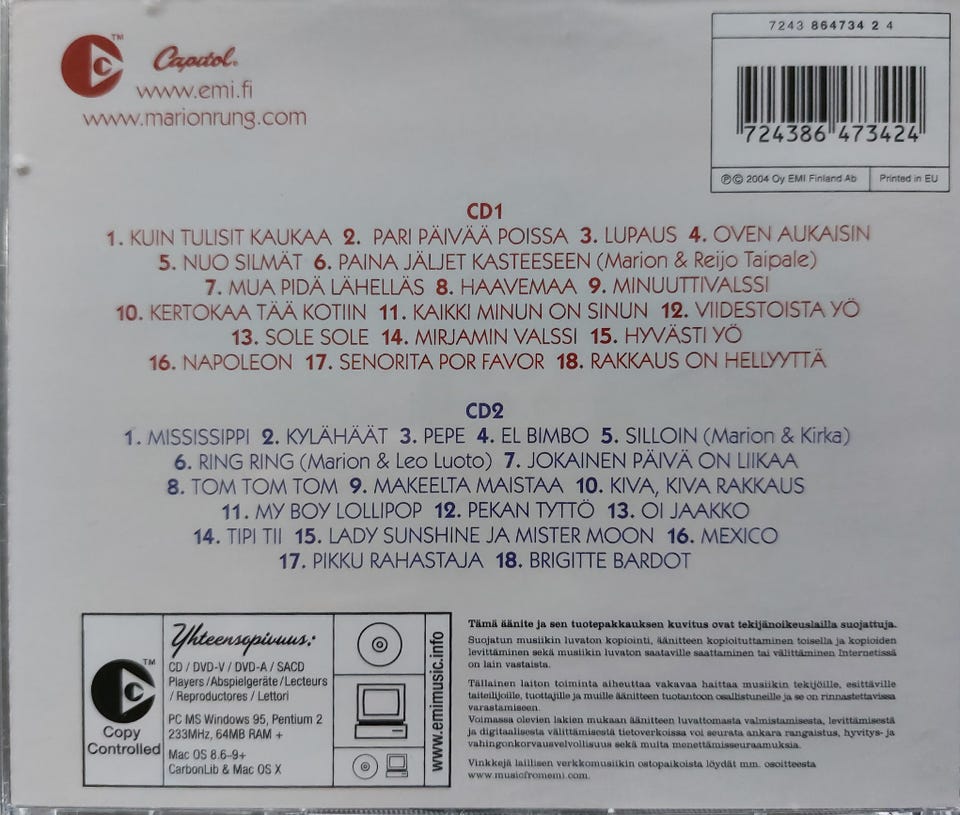 7243 864734 2 4
724386 473424
℗© 2004 Oy EMI Finland Ab
Printed in EU
TM
Capitol®
www.emi.fi
www.marionrung.com
CD1
1. KUIN TULISIT KAUKAA 2. PARI PÄIVÄÄ POISSA 3. LUPAUS 4. OVEN AUKAISIN
5. NUO SILMÄT 6. PAINA JÄLJET KASTEESEEN (Marion & Reijo Taipale)
7. MUA PIDÄ LÄHELLÄS 8. HAAVEMAA 9. MINUUTTIVALSSI
10. KERTOKAA TÄÄ KOTIIN 11. KAIKKI MINUN ON SINUN 12. VIIDESTOISTA YÖ
13. SOLE SOLE 14. MIRJAMIN VALSSI 15. HYVÄSTI YÖ
16. NAPOLEON 17. SENORITA POR FAVOR 18. RAKKAUS ON HELLYYTTÄ
CD2
1. MISSISSIPPI 2. KYLÄHÄÄT 3. PEPE 4. EL BIMBO 5. SILLOIN (Marion & Kirka)
6. RING RING (Marion & Leo Luoto) 7. JOKAINEN PÄIVÄ ON LIIKAA
8. TOM TOM TOM 9. MAKEELTA MAISTAA 10. KIVA, KIVA RAKKAUS
11. MY BOY LOLLIPOP 12. PEKAN TYTTÖ 13. OI JAAKKO
14. TIPI TII 15. LADY SUNSHINE JA MISTER MOON 16. MEXICO
17. PIKKU RAHASTAJA 18. BRIGITTE BARDOT
TM
Copy
Controlled
Yhteensopivuus:
CD / DVD-V / DVD-A / SACD
Players /Abspielgeräte/Lecteurs
/ Reproductores / Lettori
PC MS Windows 95, Pentium 2
233MHz, 64MB RAM +
Mac OS 8.6-9+
CarbonLib & Mac OS X
www.emimusic.info
Tämä äänite ja sen tuotepakkauksen kuvitus ovat tekijänoikeuslailla suojattuja.
Suojatun musiikin luvaton kopiointi, äänitteen kopioituttaminen toisella ja kopioiden
levittäminen sekä musiikin luvaton saataville saattaminen tai välittäminen Internetissä
on lain vastaista.
Tällainen laiton toiminta aiheuttaa vakavaa haittaa musiikin tekijöille, esittäville
taiteilijoille, tuottajille ja muille äänitteen tuotantoon osallistuneille ja se on rinnastettavissa
varastamiseen.
Voimassa olevien lakien mukaan äänitteen luvattomasta valmistamisesta, levittämisestä
ja digitaalisesta välittämisestä tietoverkoissa voi seurata ankara rangaistus, hyvitys- ja
vahingonkorvausvelvollisuus sekä muita menettämisseuraamuksia.
Vinkkejä laillisen verkkomusiikin ostopaikoista löydät mm. osoitteesta
www.musicfromemi.com.